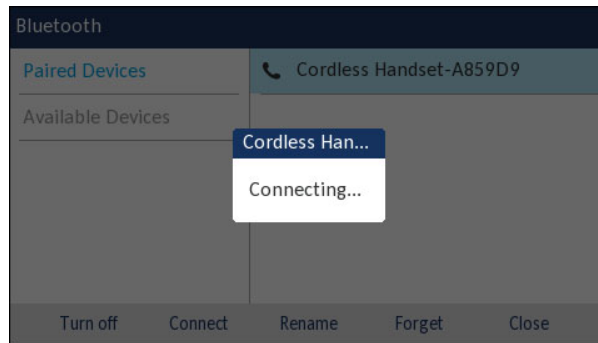 Bluetooth
Paired Devices
Cordless Handset-A859D9
Available Devices
Cordless Han...
Connecting...
Turn off Connect Rename Forget Close